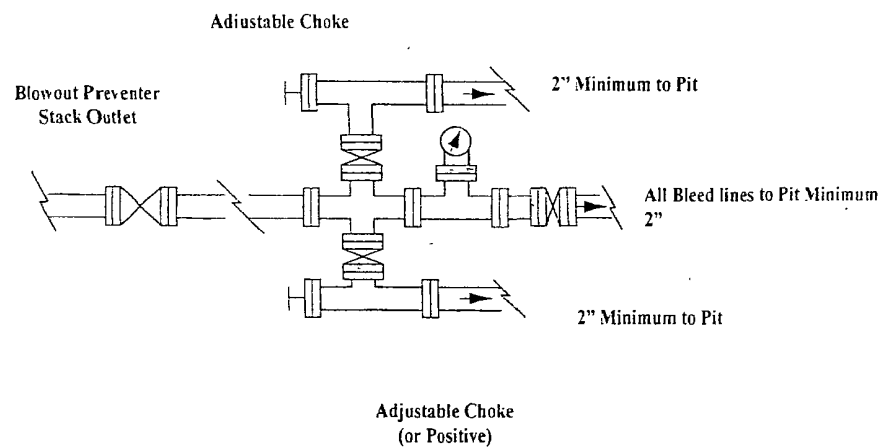 Adiustable Choke
2" Minimum to Pit
Blowout Preventer
Stack Outlet
All Bleed lines to Pit Minimum
2"
2" Minimum to Pit
Adjustable Choke
(or Positive)